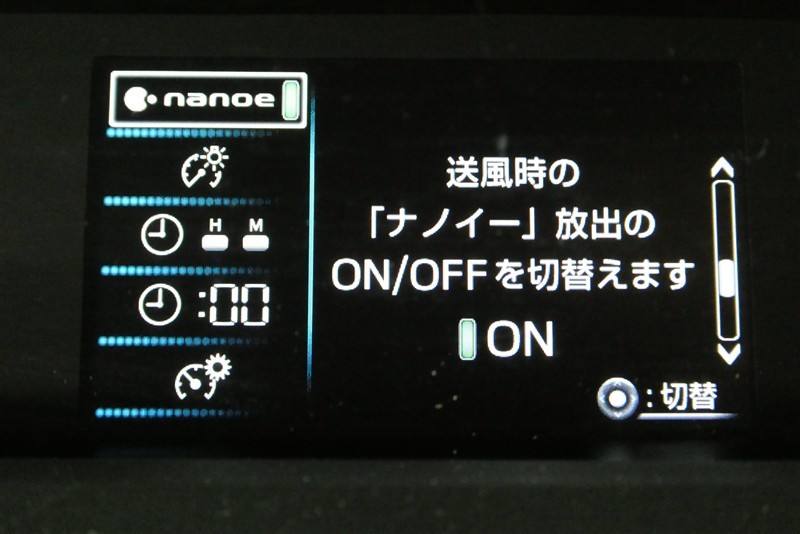 nanoe
H M
:00
送風時の
「ナノイー」放出の
ON/OFFを切替えます
ON
:切替